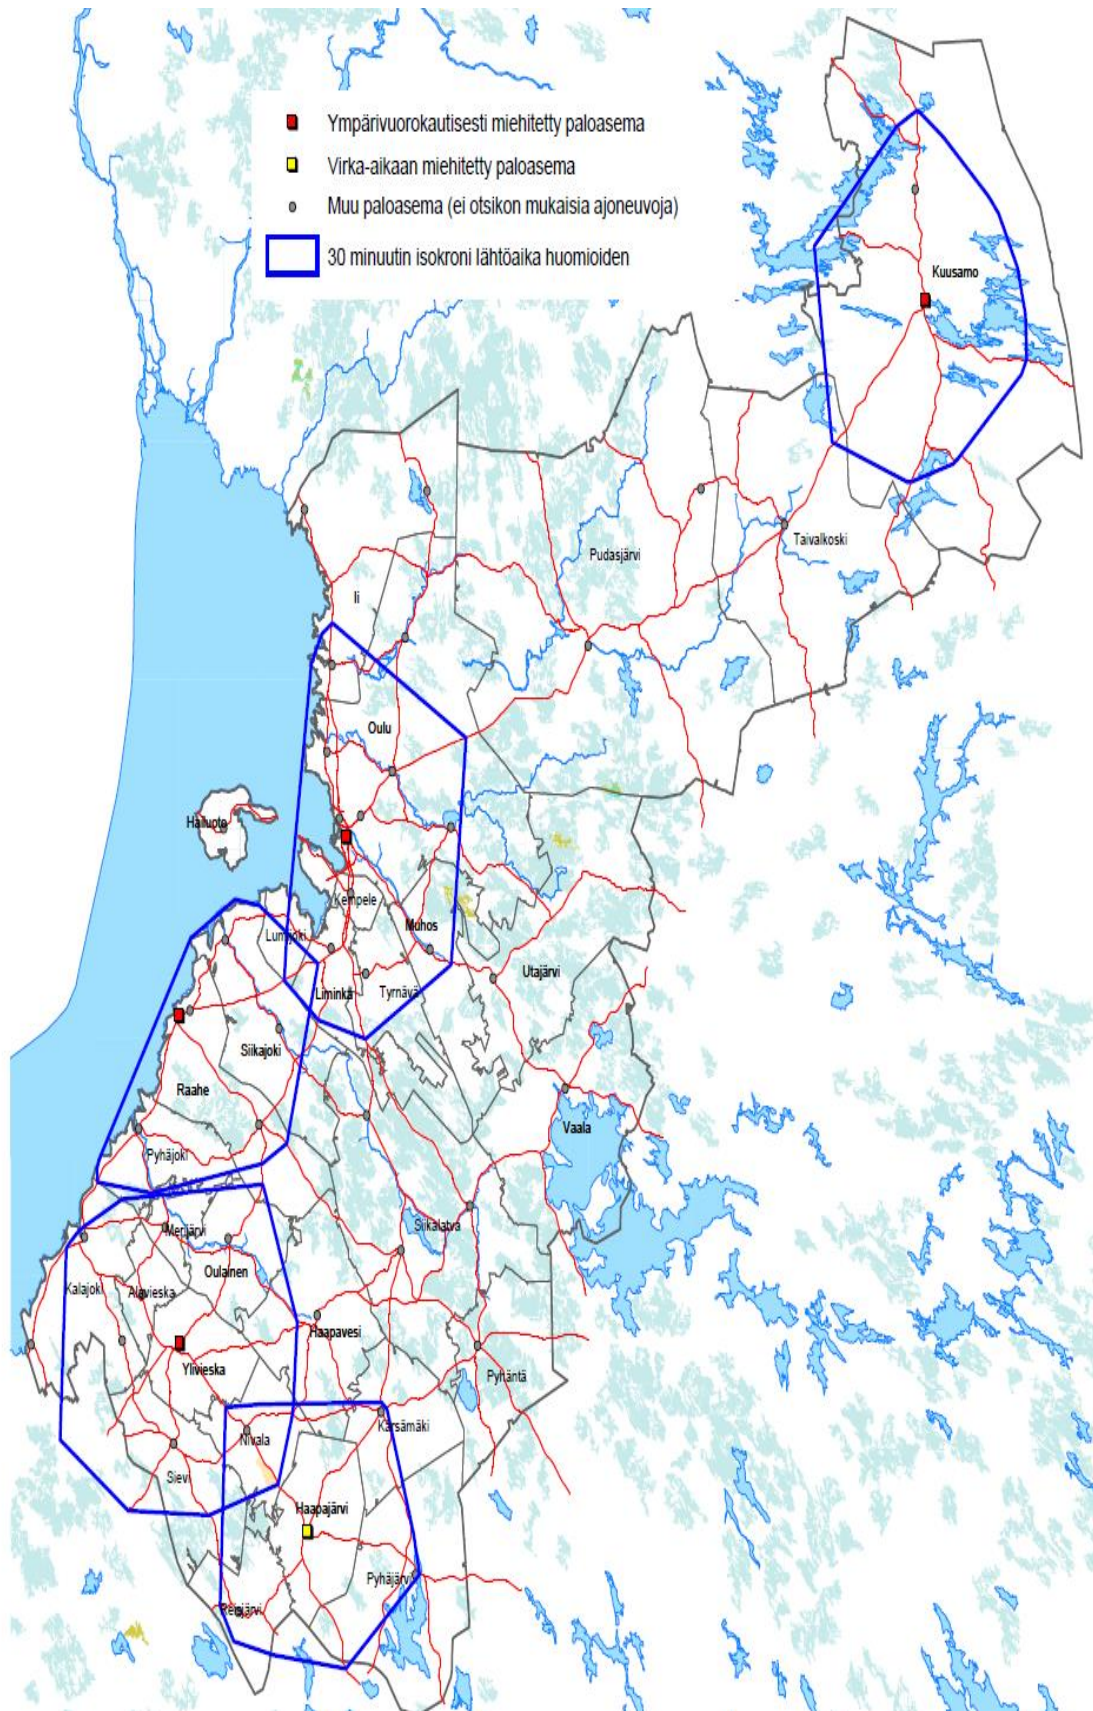 Ympärivuorokautisesti miehitetty paloasema
Virka-aikaan miehitetty paloasema
Muu paloasema (ei otsikon mukaisia ajoneuvoja)
30 minuutin isokroni lähtöaika huomioiden
Kuusamo
Taivalkoski
Pudasjärvi
Ii
Oulu
Hailuoto
Kempele
Muhos
Lumijoki
Utajärvi
Liminka
Tyrnävä
Siikajoki
Raahe
Vaala
Pyhäjoki
Siikalatva
Merijärvi
Oulainen
Kalajoki
Alavieska
Haapavesi
Ylivieska
Pyhäntä
Kärsämäki
Nivala
Sievi
Haapajärvi
Pyhäjärvi
Reisjärvi